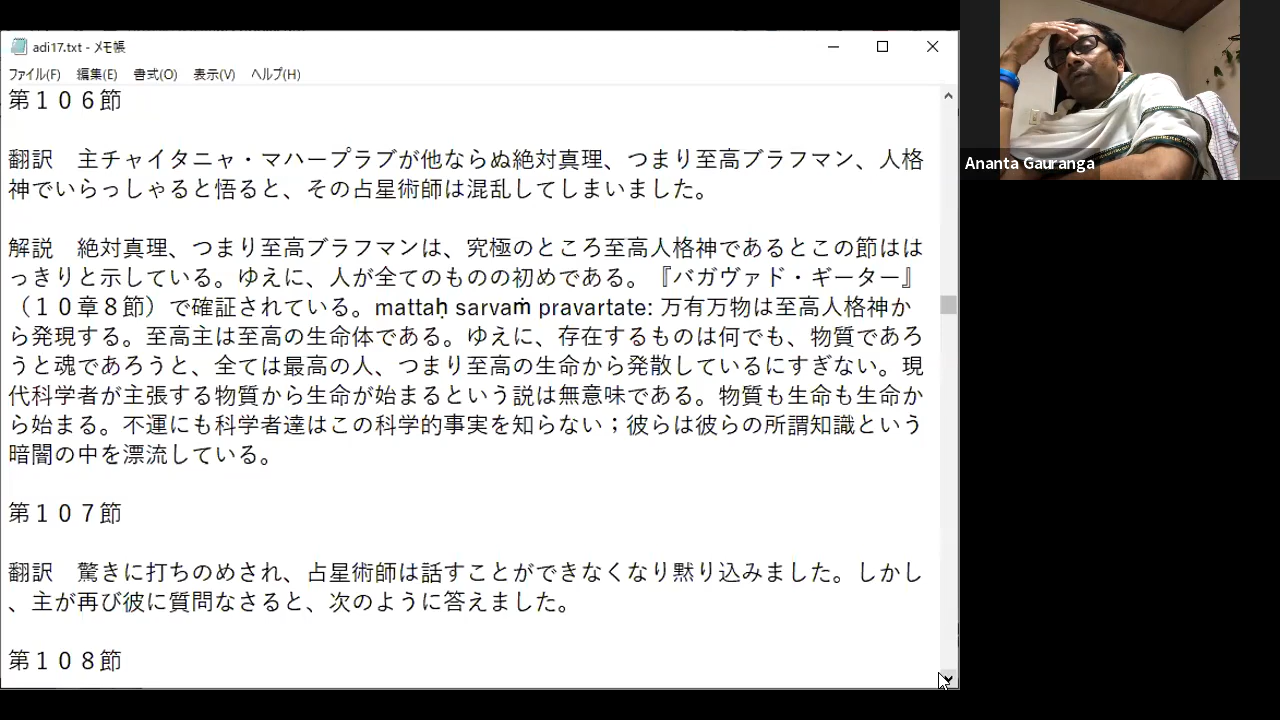 adi17.txt - メモ帳
ファイル(F) 編集(E) 書式(O) 表示(V) ヘルプ(H)
第１０６節
翻訳　主チャイタニャ・マハープラブが他ならぬ絶対真理、つまり至高ブラフマン、人格
神でいらっしゃると悟ると、その占星術師は混乱してしまいました。
解説　絶対真理、つまり至高ブラフマンは、究極のところ至高人格神であるとこの節はは
っきりと示している。ゆえに、人が全てのものの初めである。『バガヴァド・ギーター』
（１０章８節）で確証されている。mattaḥ sarvaṁ pravartate: 万有万物は至高人格神か
ら発現する。至高主は至高の生命体である。ゆえに、存在するものは何でも、物質であろ
うと魂であろうと、全ては最高の人、つまり至高の生命から発散しているにすぎない。現
代科学者が主張する物質から生命が始まるという説は無意味である。物質も生命も生命か
ら始まる。不運にも科学者達はこの科学的事実を知らない；彼らは彼らの所謂知識という
暗闇の中を漂流している。
第１０７節
翻訳　驚きに打ちのめされ、占星術師は話すことができなくなり黙り込みました。しかし
、主が再び彼に質問なさると、次のように答えました。
第１０８節
Ananta Gauranga